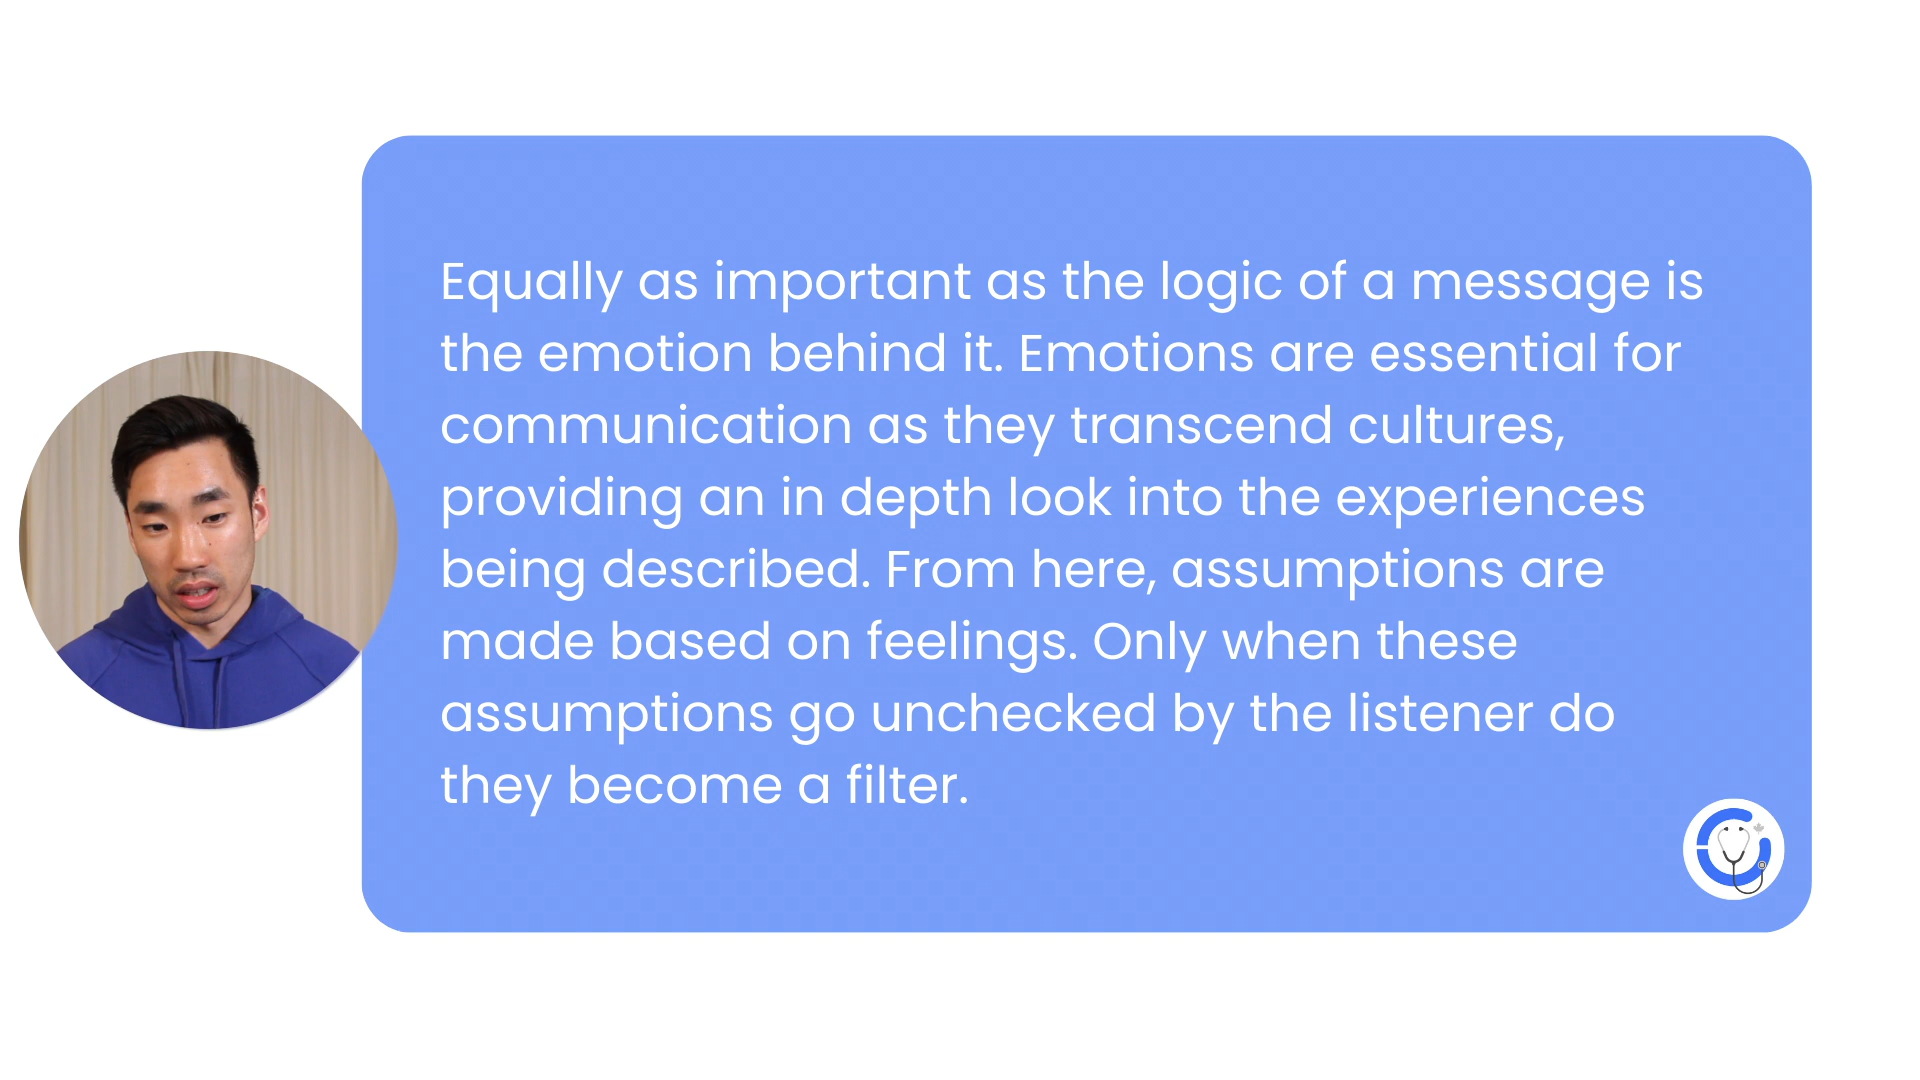 Equally as important as the logic of a message is
the emotion behind it. Emotions are essential for
communication as they transcend cultures,
providing an in depth look into the experiences
being described. From here, assumptions are
made based on feelings. Only when these
assumptions go unchecked by the listener do
they become a filter.